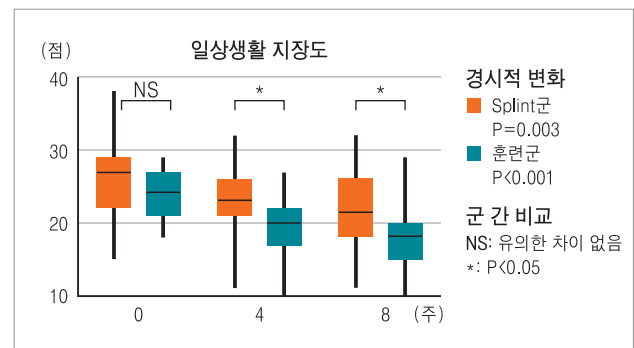 일상생활 지장도
(점)
40
30
20
10
NS
*
*
0
4
8
(주)
경시적 변화
Splint군
P=0.003
훈련군
P<0.001
군 간 비교
NS: 유의한 차이 없음
*: P<0.05